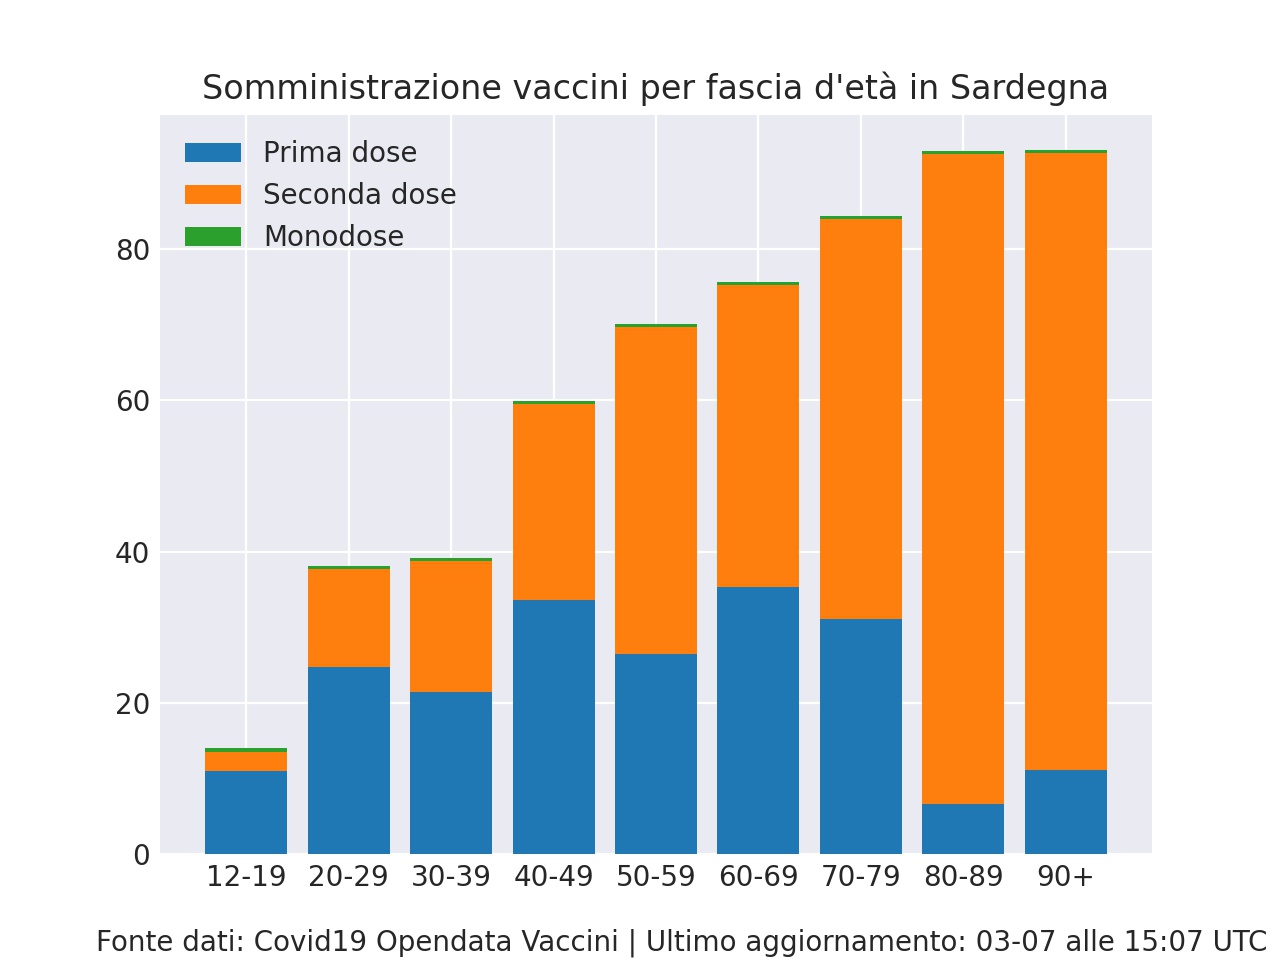 Somministrazione vaccini per fascia d'età in Sardegna
Prima dose
Seconda dose
Monodose
80
60
40
20
0
12-19 20-29 30-39 40-49 50-59 60-69 70-79 80-89 90+
Fonte dati: Covid19 Opendata Vaccini | Ultimo aggiornamento: 03-07 alle 15:07 UTC